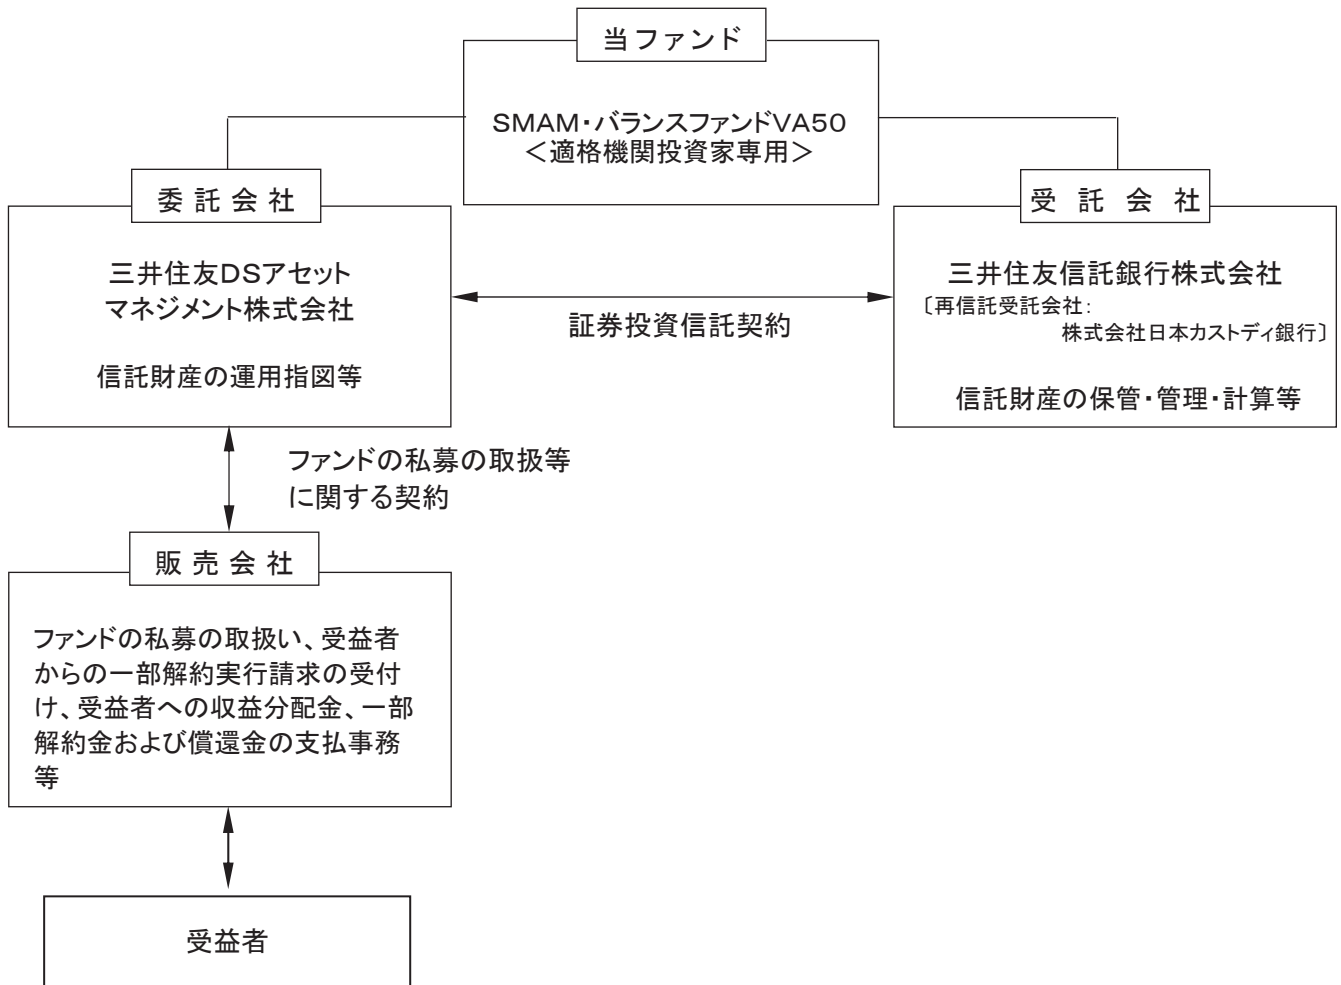 当ファンド
SMAM・バランスファンドVA50
＜適格機関投資家専用＞
委託会社
三井住友DSアセット
マネジメント株式会社
信託財産の運用指図等
証券投資信託契約
受託会社
三井住友信託銀行株式会社
〔再信託受託会社：
株式会社日本カストディ銀行〕
信託財産の保管・管理・計算等
ファンドの私募の取扱等
に関する契約
販売会社
ファンドの私募の取扱い、受益者
からの一部解約実行請求の受付
け、受益者への収益分配金、一部
解約金および償還金の支払事務
等
受益者